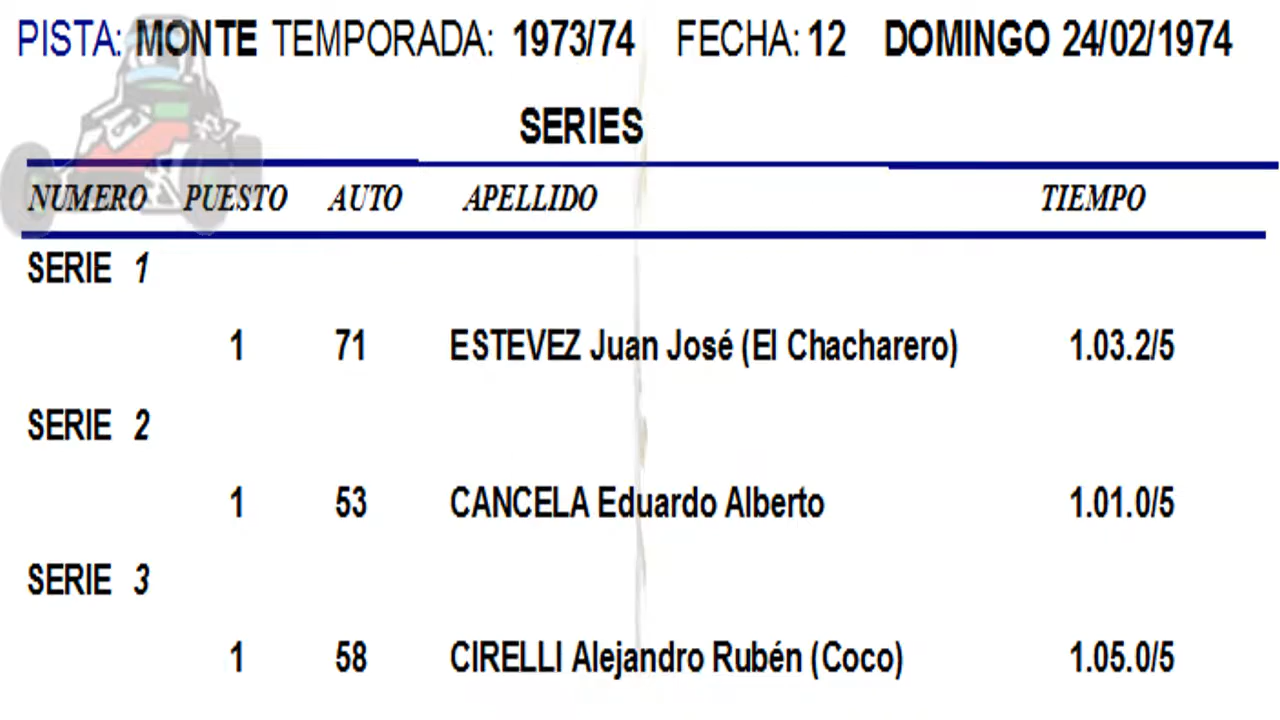 PISTA: MONTE TEMPORADA: 1973/74 FECHA: 12 DOMINGO 24/02/1974
SERIES
NUMERO PUESTO AUTO APELLIDO TIEMPO
SERIE 1
1 71 ESTEVEZ Juan José (El Chacharero) 1.03.2/5
SERIE 2
1 53 CANCELA Eduardo Alberto 1.01.0/5
SERIE 3
1 58 CIRELLI Alejandro Rubén (Coco) 1.05.0/5